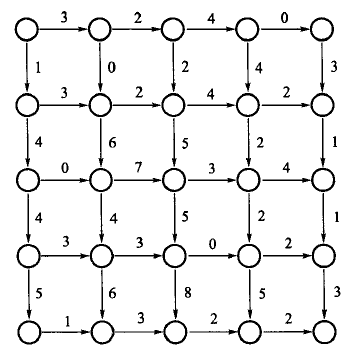 3 2 4 0
1 0 2 4 3
3 2 4 2
4 6 5 2 1
0 7 3 4
4 4 5 2 1
3 3 0 2
5 6 8 5 3
1 3 2 2